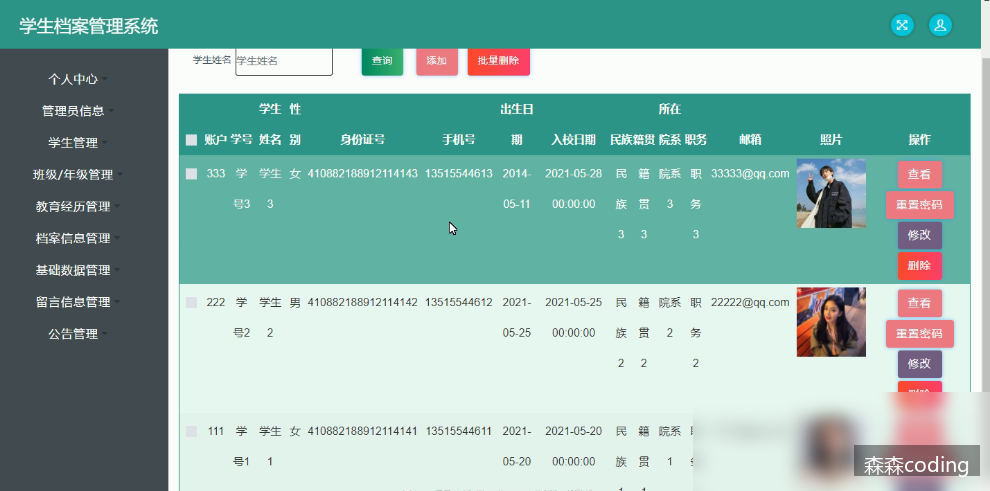 学生档案管理系统
个人中心
管理员信息
学生管理
班级/年级管理
教育经历管理
档案信息管理
基础数据管理
留言信息管理
公告管理
学生姓名 学生姓名 查询 添加 批量删除
账户 学号 学生姓名 性别 身份证号 手机号 出生日期 入校日期 民族 籍贯 所在院系 职务 邮箱 照片 操作
333 学号3 学生3 女 410882188912114143 13515544613 2014-05-11 2021-05-28 00:00:00 民族3 籍贯3 院系3 职务3 33333@qq.com 查看
重置密码
修改
删除
222 学号2 学生2 男 410882188912114142 13515544612 2021-05-25 2021-05-25 00:00:00 民族2 籍贯2 院系2 职务2 22222@qq.com 查看
重置密码
修改
111 学号1 学生1 女 410882188912114141 13515544611 2021-05-20 2021-05-20 00:00:00 民族 籍贯 院系1
森森coding